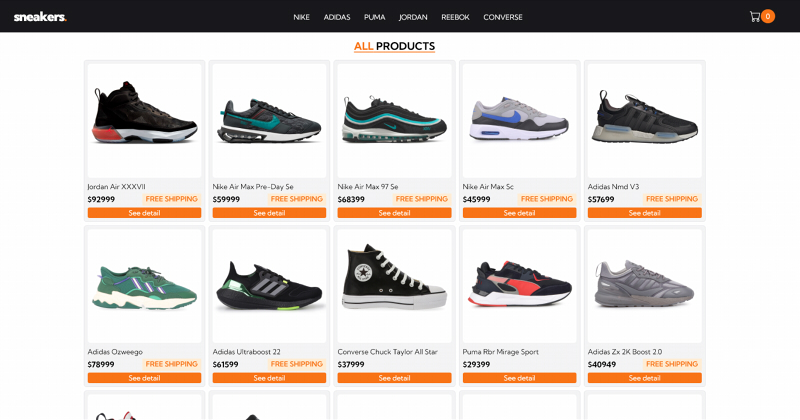 sneakers.
NIKE ADIDAS PUMA JORDAN REEBOK CONVERSE
0
ALL PRODUCTS
Jordan Air XXXVII
$92999 FREE SHIPPING
See detail
Nike Air Max Pre-Day Se
$59999 FREE SHIPPING
See detail
Nike Air Max 97 Se
$68399 FREE SHIPPING
See detail
Nike Air Max Sc
$45999 FREE SHIPPING
See detail
Adidas Nmd V3
$57699 FREE SHIPPING
See detail
Adidas Ozweego
$78999 FREE SHIPPING
See detail
Adidas Ultraboost 22
$61599 FREE SHIPPING
See detail
Converse Chuck Taylor All Star
$37999
See detail
Puma Rbr Mirage Sport
$29399
See detail
Adidas Zx 2K Boost 2.0
$40949 FREE SHIPPING
See detail